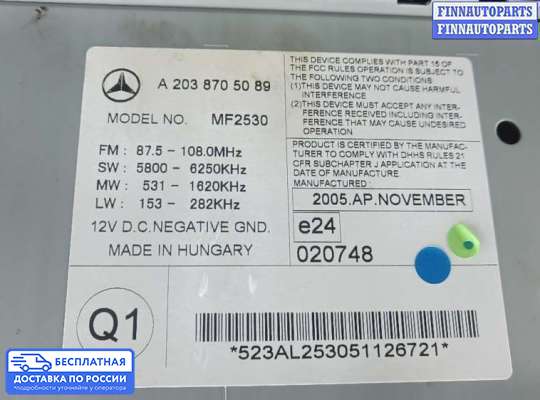 FINNAUTOPARTS
FINNAUTOPARTS
A 203 870 50 89
MODEL NO. MF2530
FM : 87.5 - 108.0MHz
SW : 5800 - 6250KHz
MW : 531 - 1620KHz
LW : 153 - 282KHz
12V D.C.NEGATIVE GND.
MADE IN HUNGARY
THIS DEVICE COMPLIES WITH PART 15 OF
THE FCC RULES OPERATION IS SUBJECT TO
THE FOLLOWING TWO CONDITIONS:
(1)THIS DEVICE MAY NOT CAUSE HARMFUL
INTERFERENCE
(2)THIS DEVICE MUST ACCEPT ANY INTER-
FERENCE RECEIVED INCLUDING INTER-
FERENCE THAT MAY CAUSE UNDESIRED
OPERATION
PRODUCT IS CERTIFIED BY THE MANUFAC-
TURER TO COMPLY WITH DHHS RULES 21
CFR SUBCHAPTER J APPLICATION AT THE
DATE OF MANUFACTURE
MANUFACTURED :
2005.AP.NOVEMBER
e24
020748
Q1
*523AL253051126721*
БЕСПЛАТНАЯ
ДОСТАВКА ПО РОССИИ